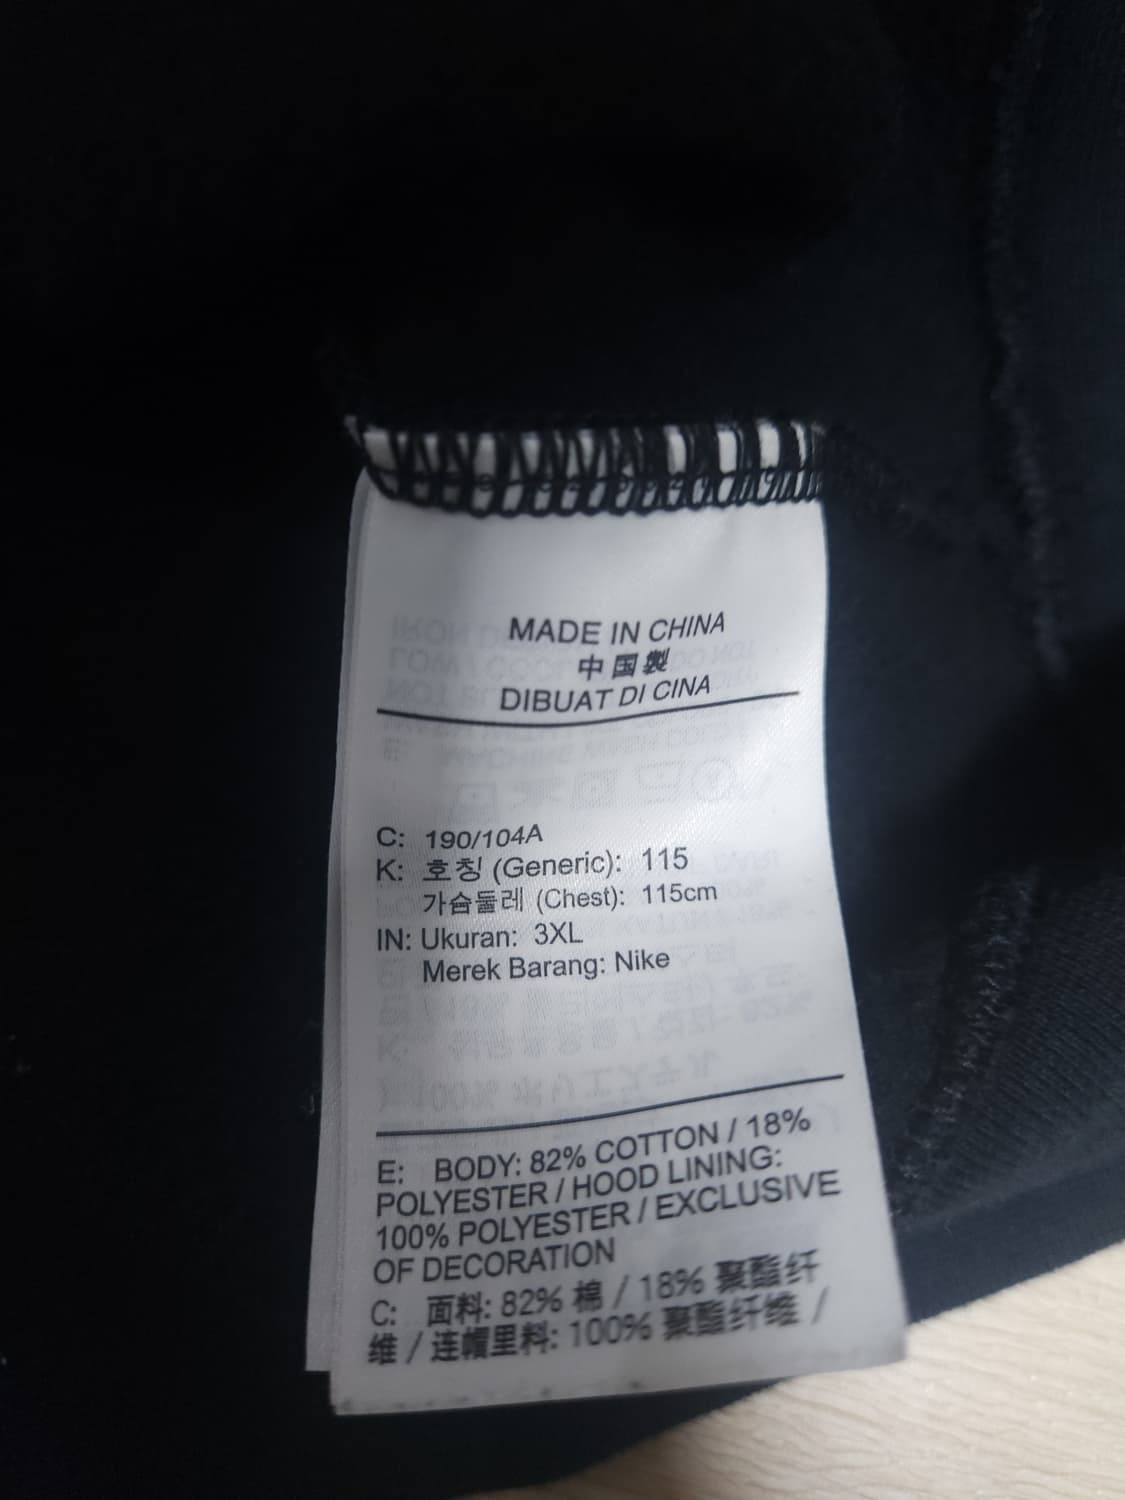 MADE IN CHINA
中国製
DIBUAT DI CINA
C: 190/104A
K: 호칭 (Generic): 115
가슴둘레 (Chest): 115cm
IN: Ukuran: 3XL
Merek Barang: Nike
E: BODY: 82% COTTON / 18%
POLYESTER / HOOD LINING:
100% POLYESTER / EXCLUSIVE
OF DECORATION
C: 面料: 82% 棉 / 18% 聚酯纤
维 / 连帽里料: 100% 聚酯纤维 /